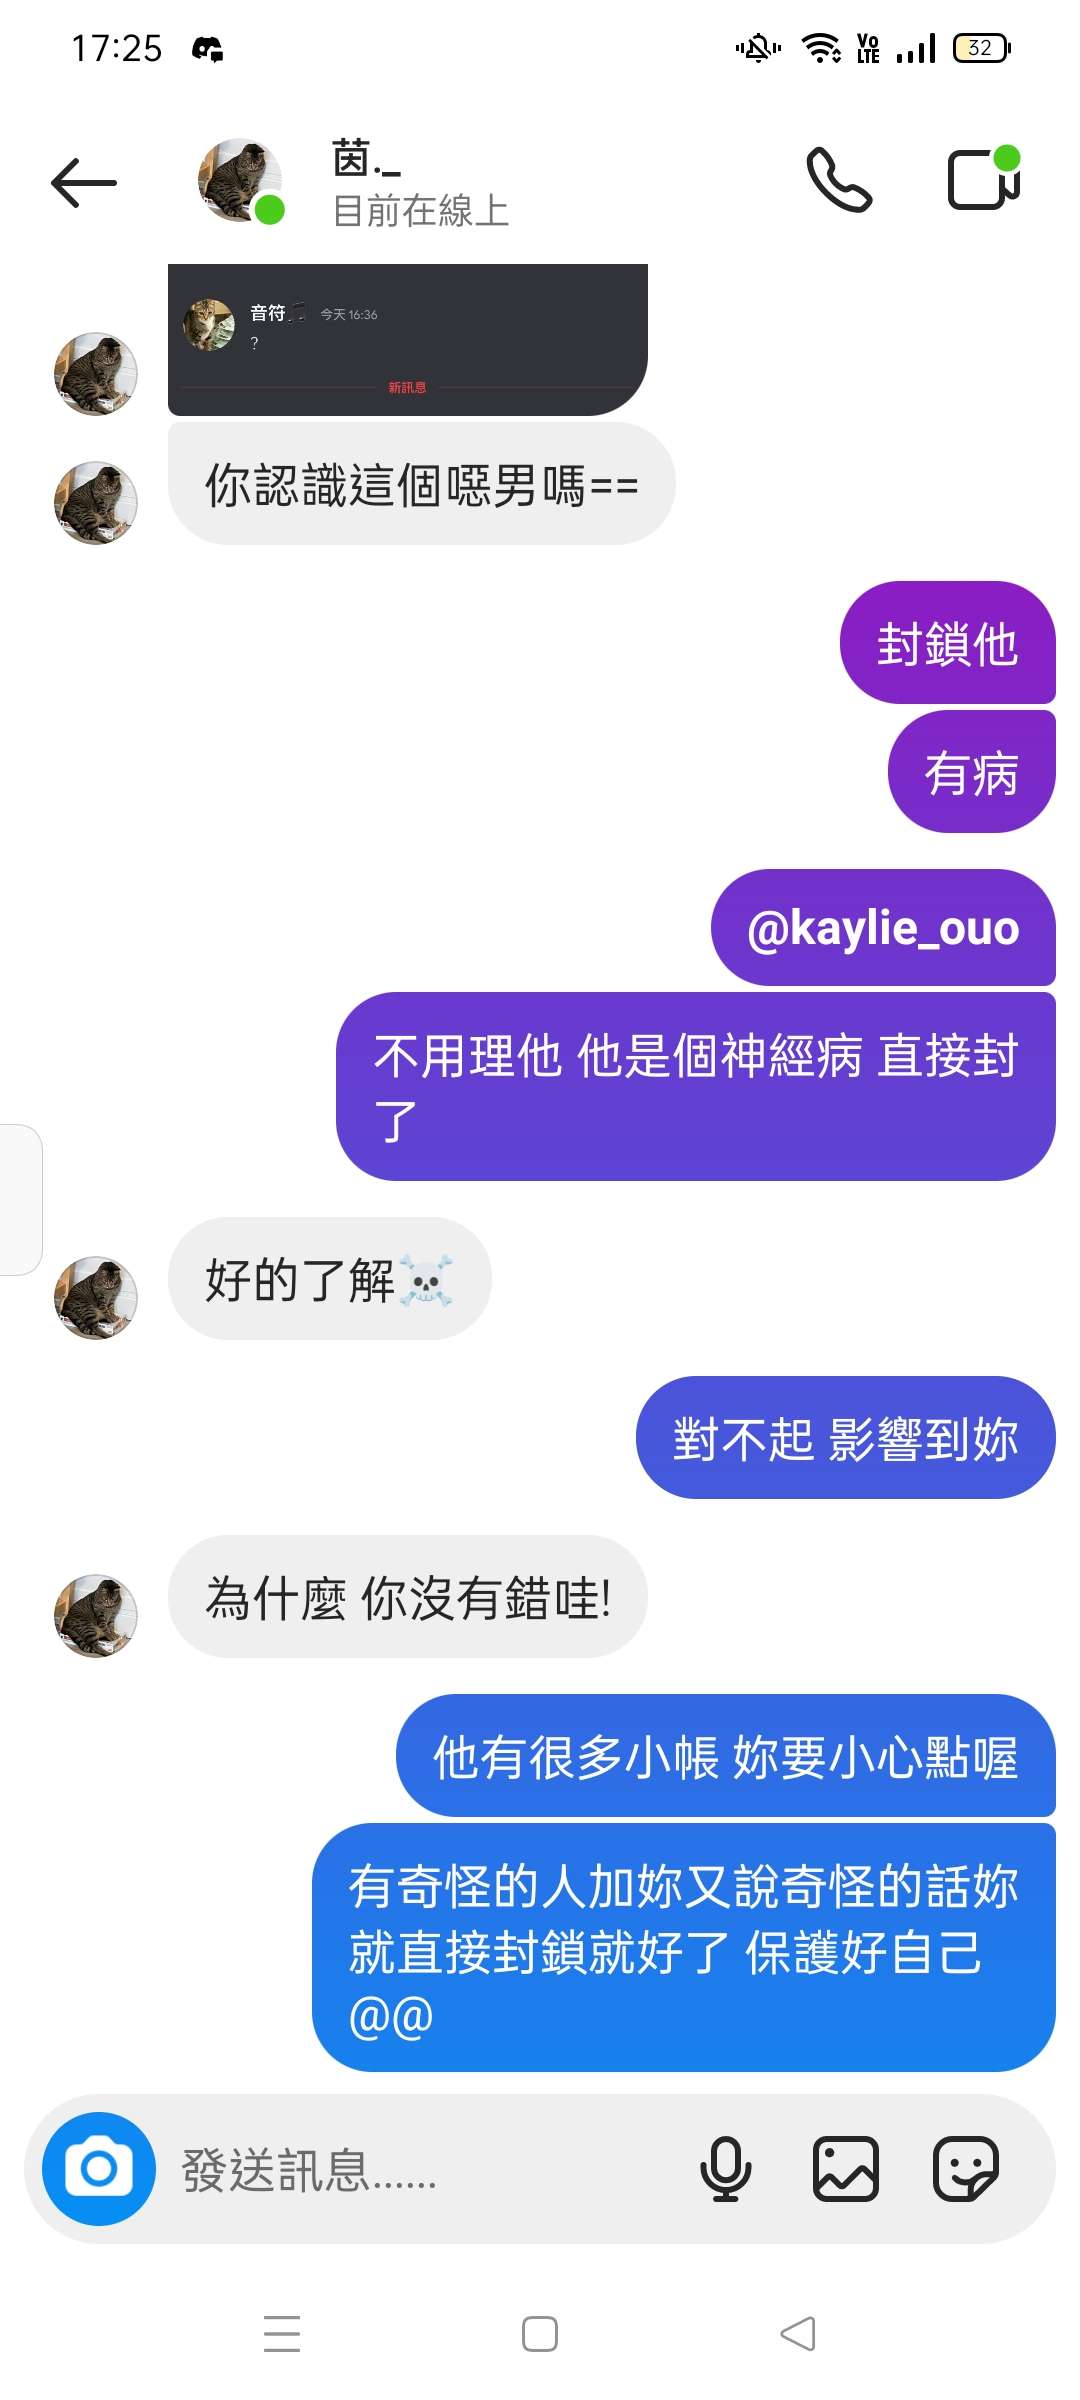 17:25
Vo
LTE
32
茵._
目前在線上
音符🎵 今天 16:36
?
新訊息
你認識這個噁男嗎==
封鎖他
有病
@kaylie_ouo
不用理他 他是個神經病 直接封
了
好的了解☠️
對不起 影響到妳
為什麼 你沒有錯哇!
他有很多小帳 妳要小心點喔
有奇怪的人加妳又說奇怪的話妳
就直接封鎖就好了 保護好自己
@@
發送訊息......